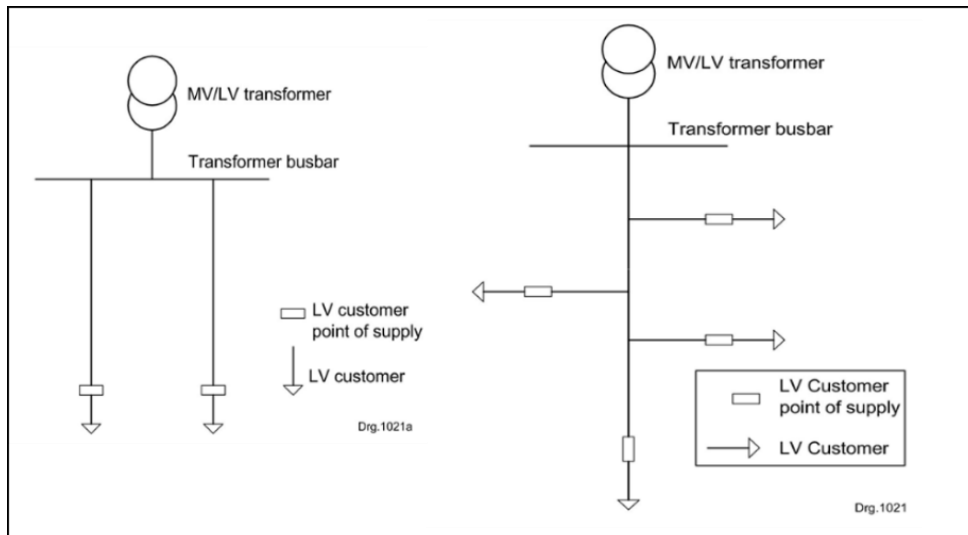 MV/LV transformer
Transformer busbar
LV customer
point of supply
LV customer
Drg.1021a
MV/LV transformer
Transformer busbar
LV Customer
point of supply
LV Customer
Drg.1021